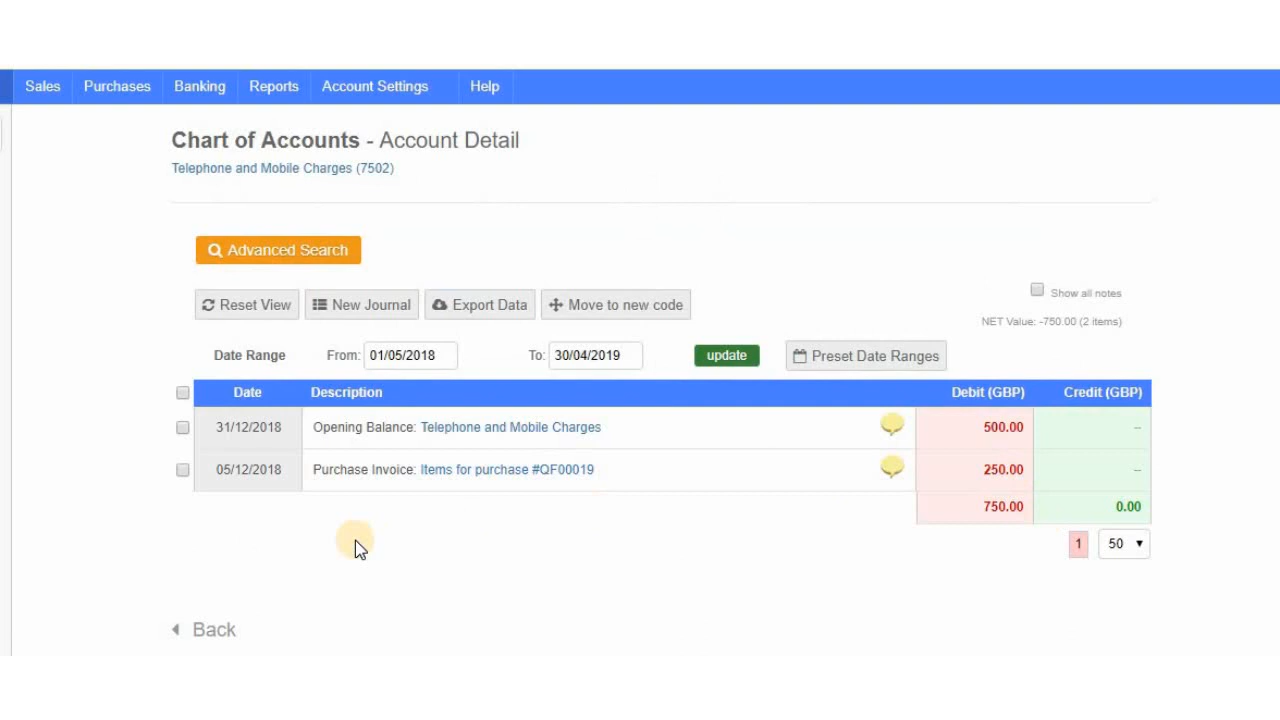 Sales Purchases Banking Reports Account Settings Help
Chart of Accounts - Account Detail
Telephone and Mobile Charges (7502)
Advanced Search
Show all notes
Reset View New Journal Export Data Move to new code
NET Value: -750.00 (2 items)
Date Range From: 01/05/2018 To: 30/04/2019 update Preset Date Ranges
Date Description Debit (GBP) Credit (GBP)
31/12/2018 Opening Balance: Telephone and Mobile Charges 500.00 –
05/12/2018 Purchase Invoice: Items for purchase #QF00019 250.00 –
750.00 0.00
1 50
Back